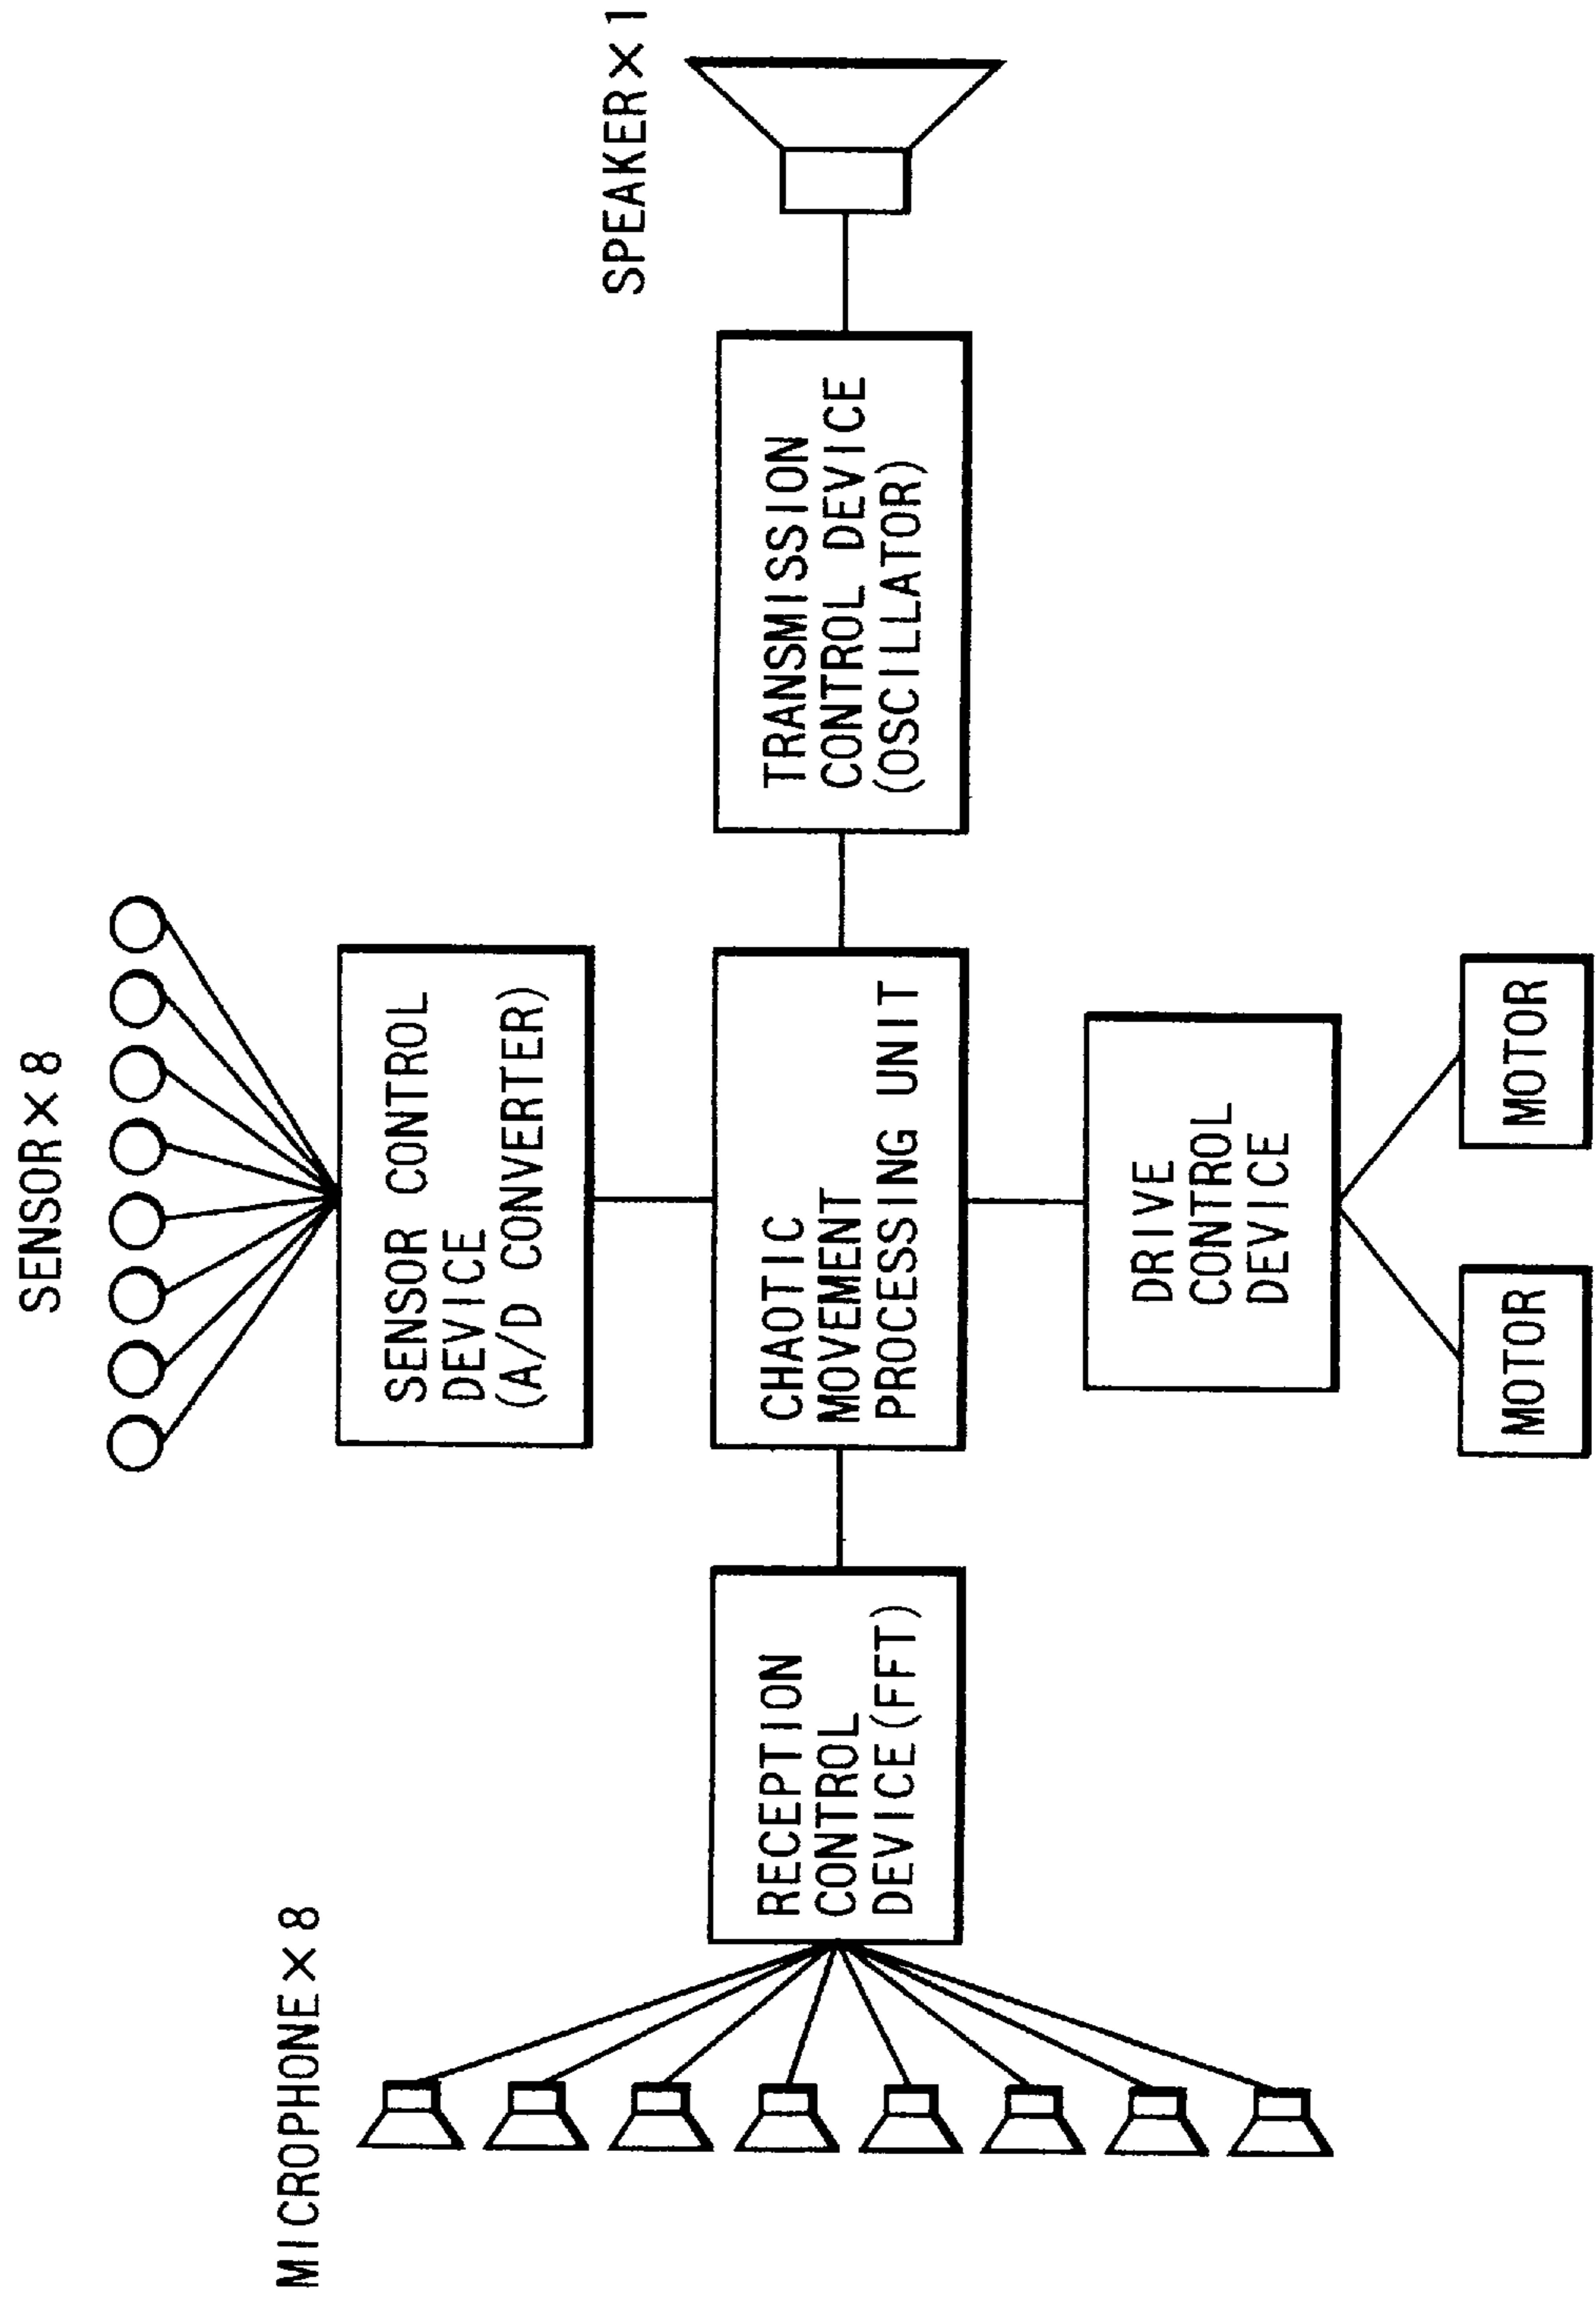 SENSOR×8
SENSOR CONTROL
DEVICE
(A/D CONVERTER)
MICROPHONE×8
RECEPTION
CONTROL
DEVICE(FFT)
CHAOTIC
MOVEMENT
PROCESSING UNIT
TRANSMISSION
CONTROL DEVICE
(OSCILLATOR)
SPEAKER×1
DRIVE
CONTROL
DEVICE
MOTOR
MOTOR